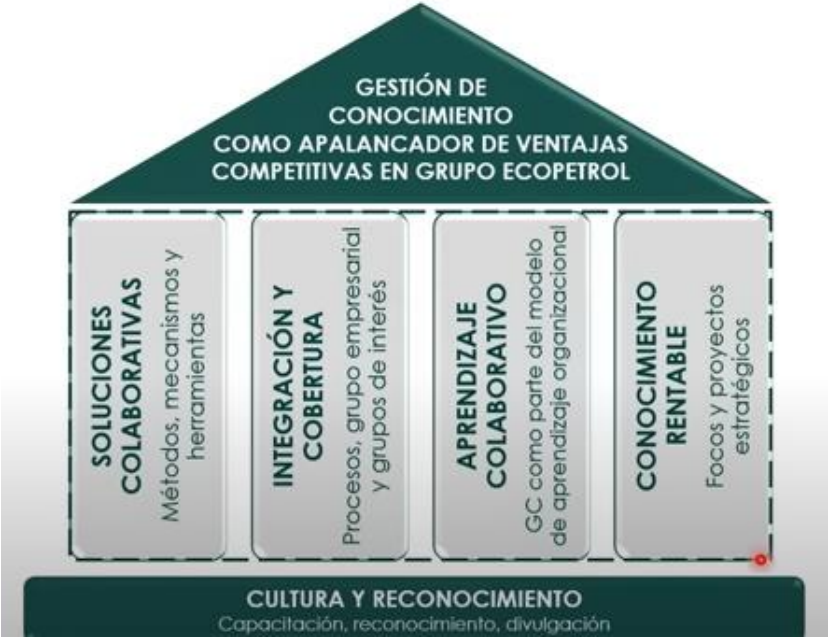 GESTIÓN DE
CONOCIMIENTO
COMO APALANCADOR DE VENTAJAS
COMPETITIVAS EN GRUPO ECOPETROL
SOLUCIONES
COLABORATIVAS
Métodos, mecanismos y
herramientas
INTEGRACIÓN Y
COBERTURA
Procesos, grupo empresarial
y grupos de interés
APRENDIZAJE
COLABORATIVO
GC como parte del modelo
de aprendizaje organizacional
CONOCIMIENTO
RENTABLE
Focos y proyectos
estratégicos
CULTURA Y RECONOCIMIENTO
Capacitación, reconocimiento, divulgación